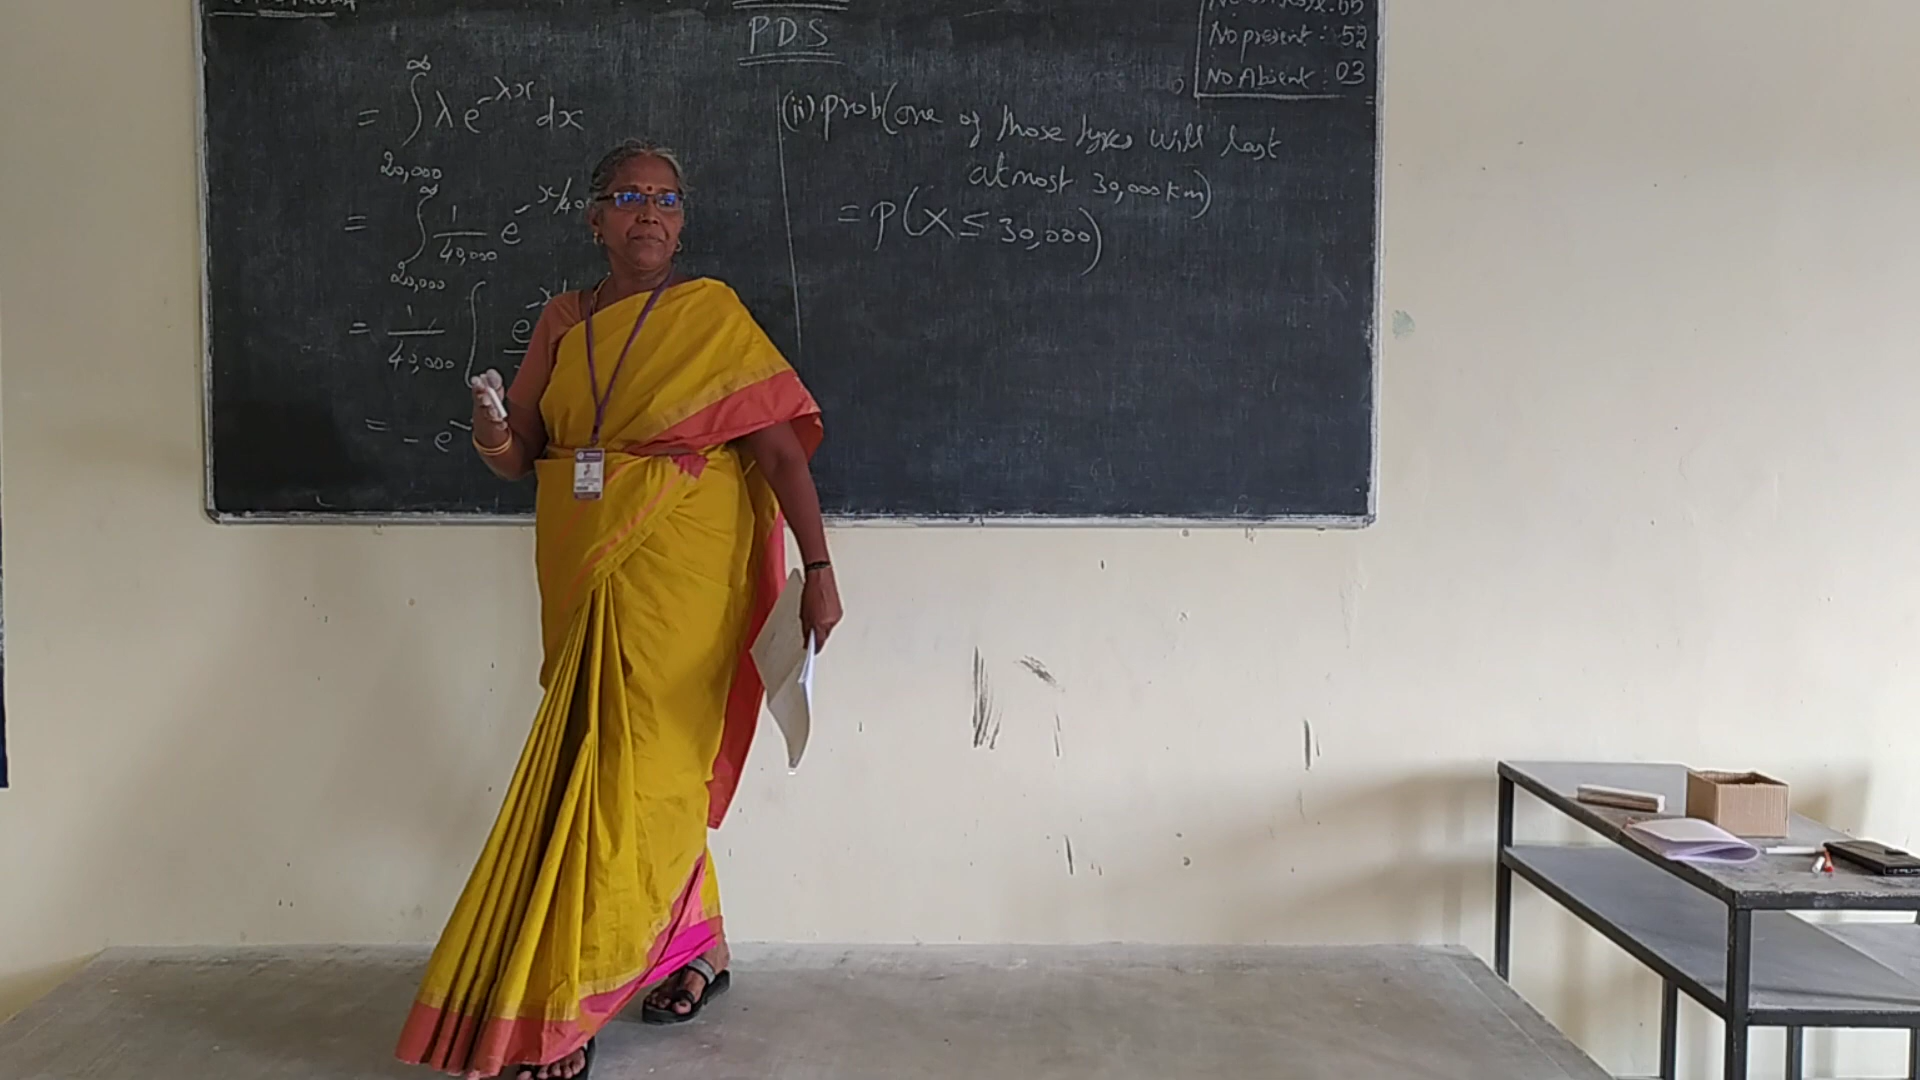 PDS
No present : 52
No Absent : 03
= ∫ λ e^-λx dx
∞
20,000
= ∫ 1/40,000 e^-x/40
∞
20,000
= 1/40,000 ∫ e^-x/
= - e^-
(ii) prob(one of those tyres will last
atmost 30,000 km)
= P(X ≤ 30,000)